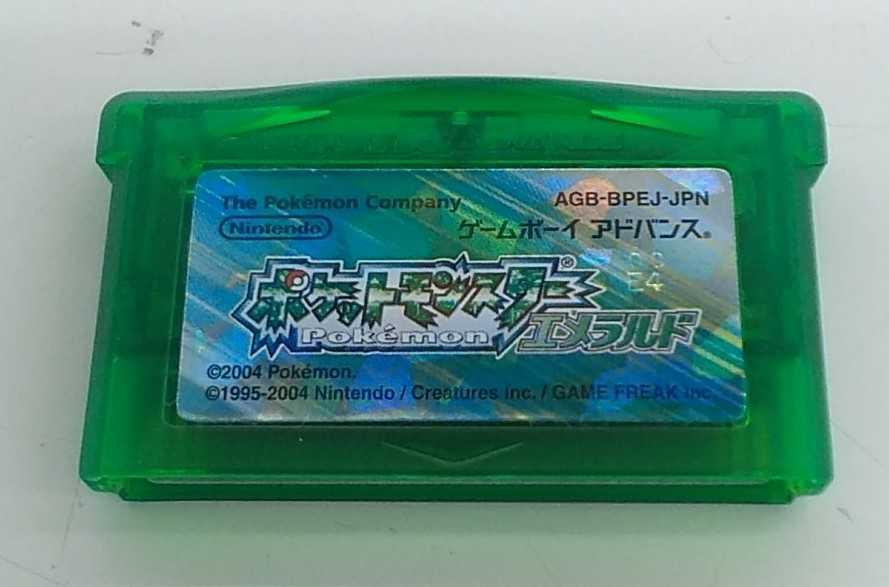 The Pokémon Company
AGB-BPEJ-JPN
Nintendo
ゲームボーイ アドバンス®
ポケットモンスター®
Pokémon
エメラルド
©2004 Pokémon.
©1995-2004 Nintendo / Creatures inc. / GAME FREAK inc.